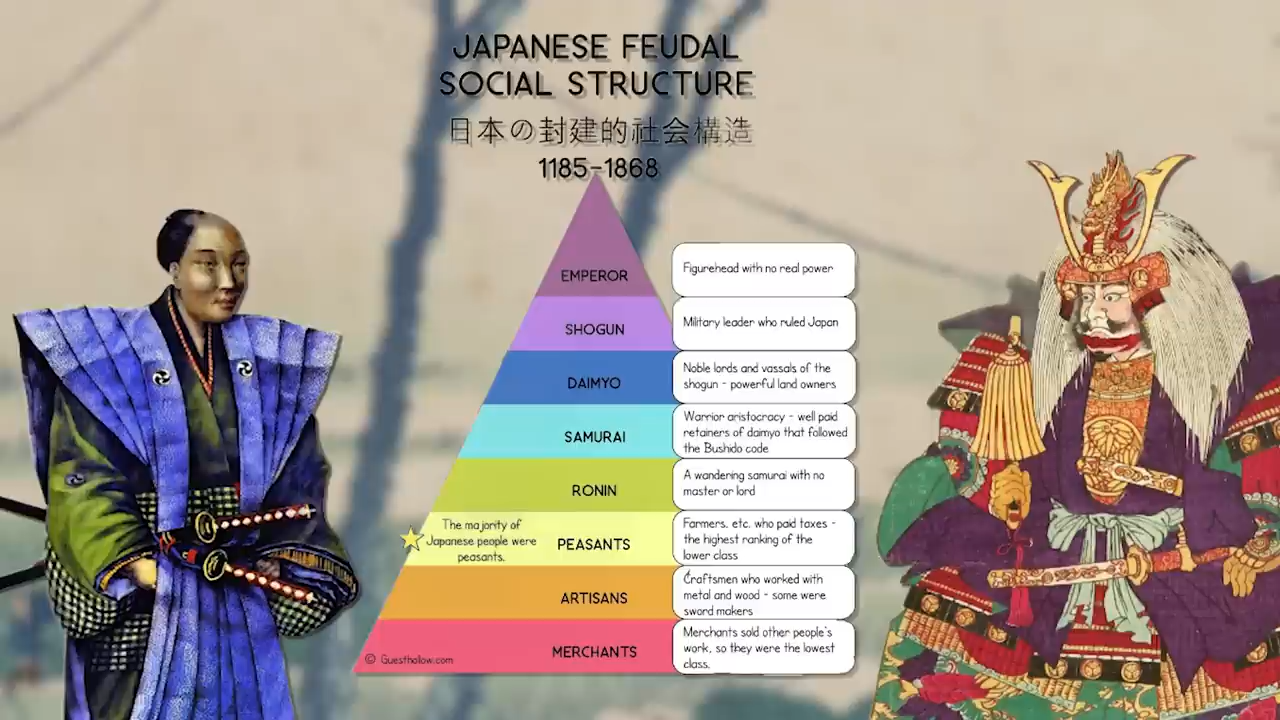 JAPANESE FEUDAL
SOCIAL STRUCTURE
日本の封建的社会構造
1185-1868
EMPEROR
Figurehead with no real power
SHOGUN
Military leader who ruled Japan
DAIMYO
Noble lords and vassals of the
shogun - powerful land owners
SAMURAI
Warrior aristocracy - well paid
retainers of daimyo that followed
the Bushido code
RONIN
A wandering samurai with no
master or lord
The majority of
Japanese people were
peasants.
PEASANTS
Farmers, etc. who paid taxes -
the highest ranking of the
lower class
ARTISANS
Craftsmen who worked with
metal and wood - some were
sword makers
MERCHANTS
Merchants sold other people's
work, so they were the lowest
class.
© Guesthollow.com